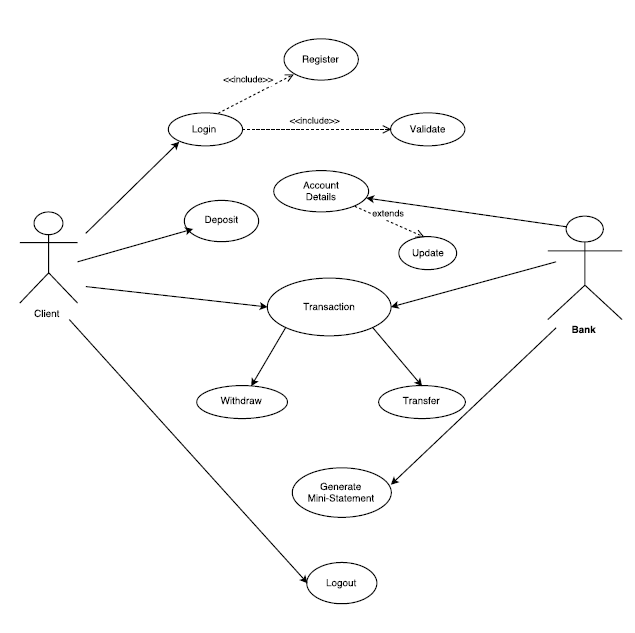 Register
<<include>>
Login
<<include>>
Validate
Account
Details
extends
Deposit
Update
Client
Transaction
Bank
Withdraw
Transfer
Generate
Mini-Statement
Logout